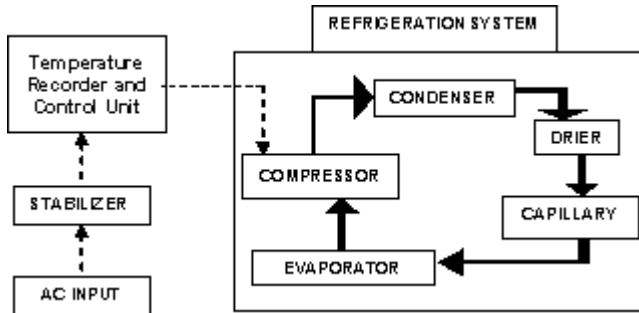 REFRIGERATION SYSTEM
Temperature
Recorder and
Control Unit
CONDENSER
DRIER
COMPRESSOR
STABILIZER
CAPILLARY
EVAPORATOR
AC INPUT